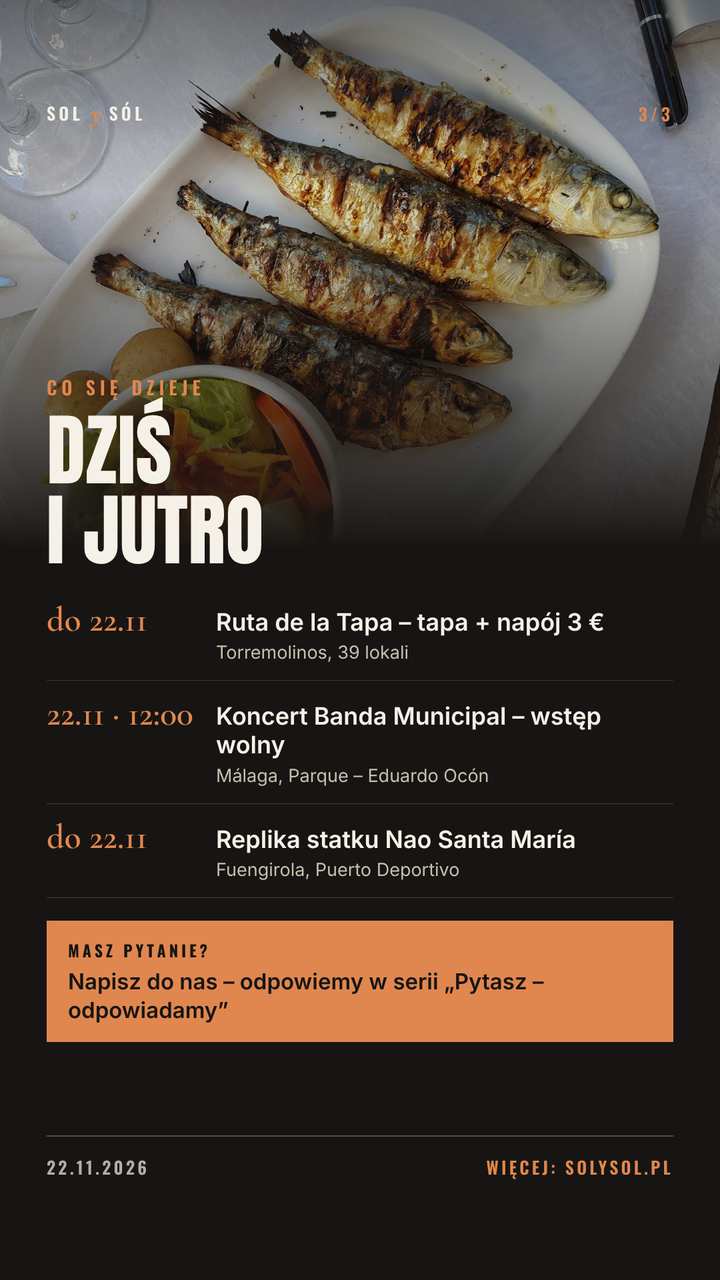 SOL y SÓL
3/3
CO SIĘ DZIEJE
DZIŚ
I JUTRO
do 22.11
Ruta de la Tapa – tapa + napój 3 €
Torremolinos, 39 lokali
22.11 · 12:00
Koncert Banda Municipal – wstęp
wolny
Málaga, Parque – Eduardo Ocón
do 22.11
Replika statku Nao Santa María
Fuengirola, Puerto Deportivo
MASZ PYTANIE?
Napisz do nas – odpowiemy w serii „Pytasz –
odpowiadamy”
22.11.2026
WIĘCEJ: SOLYSOL.PL